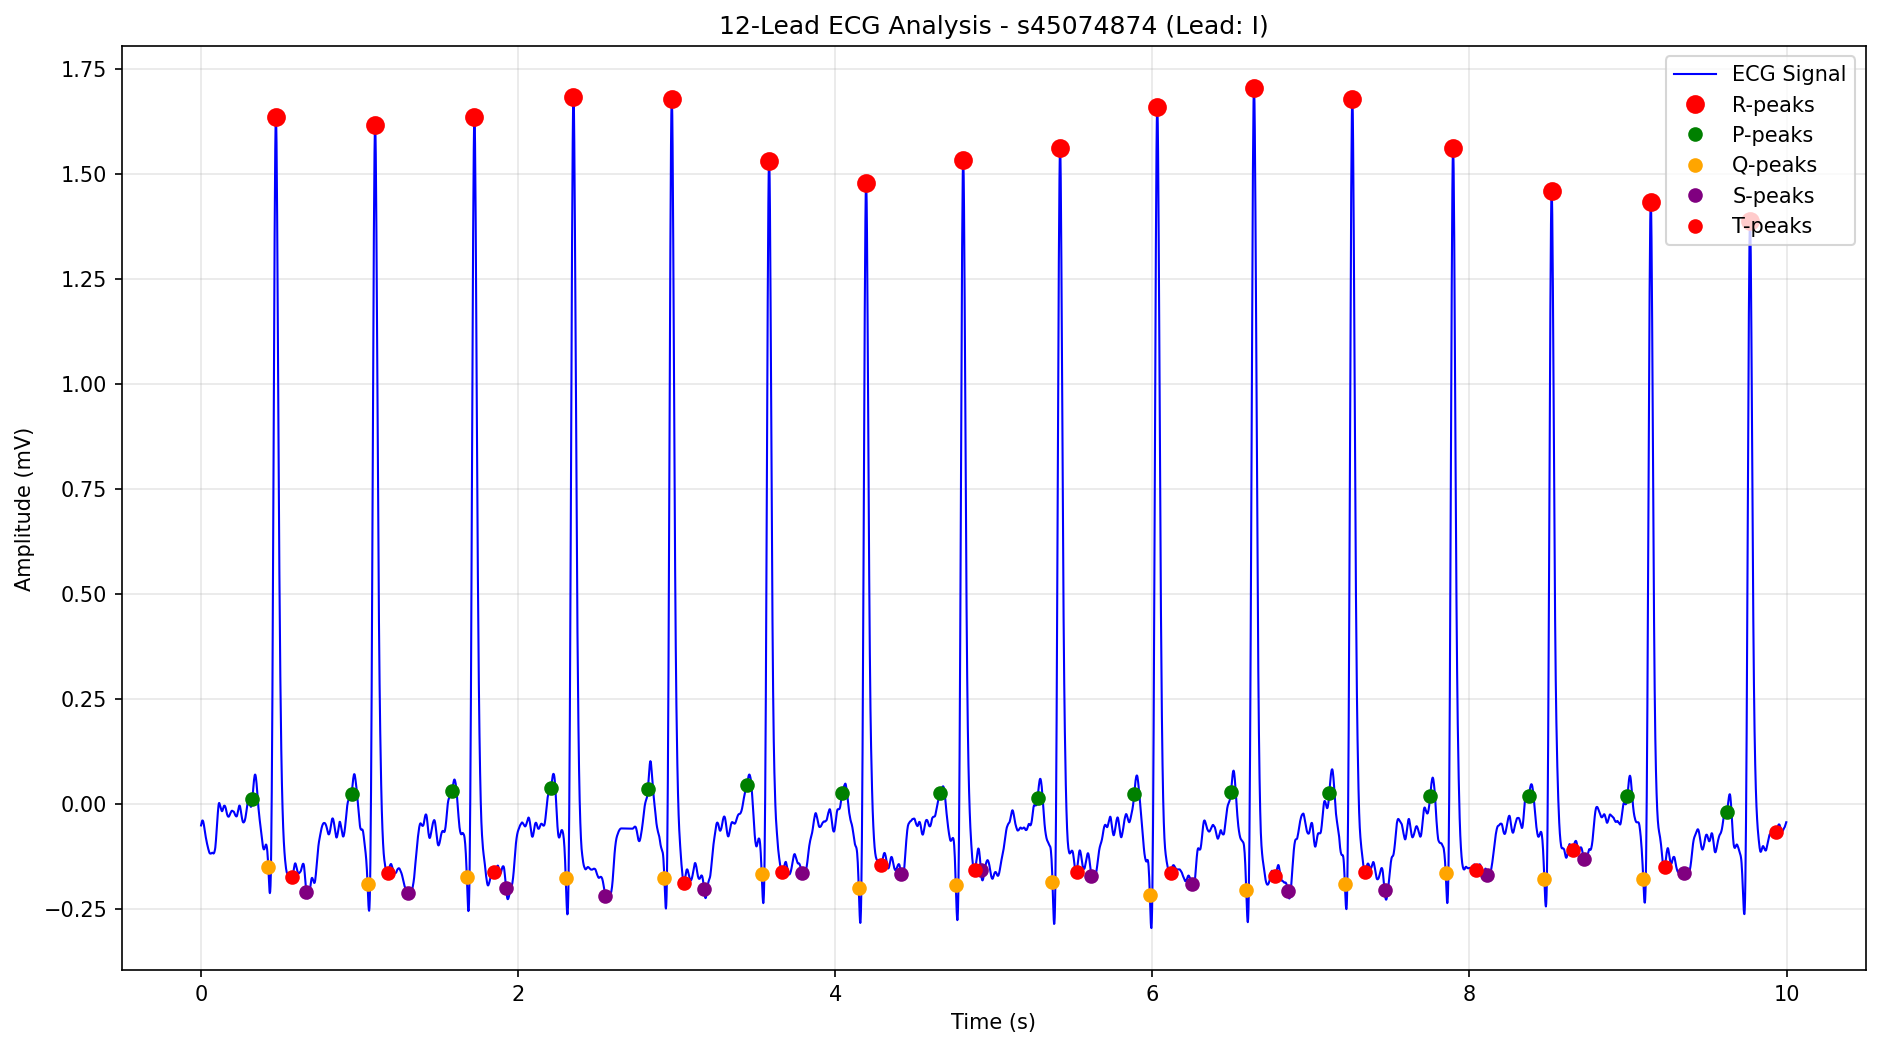 12-Lead ECG Analysis - s45074874 (Lead: I)
ECG Signal
R-peaks
P-peaks
Q-peaks
S-peaks
T-peaks
1.75
1.50
1.25
1.00
0.75
0.50
0.25
0.00
−0.25
Amplitude (mV)
0 2 4 6 8 10
Time (s)